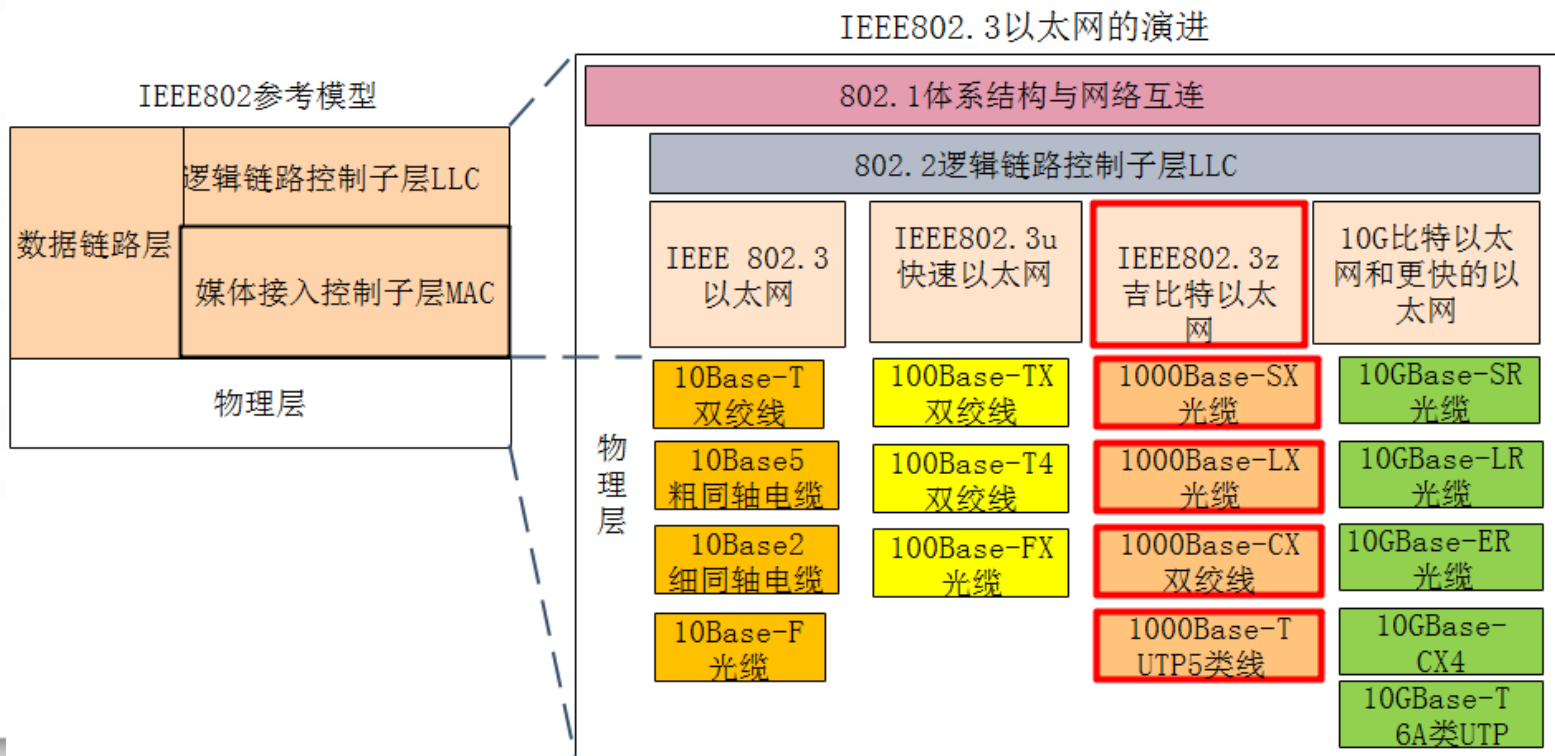 IEEE802.3以太网的演进
IEEE802参考模型
数据链路层
逻辑链路控制子层LLC
媒体接入控制子层MAC
物理层
802.1体系结构与网络互连
802.2逻辑链路控制子层LLC
物
理
层
IEEE 802.3
以太网
10Base-T
双绞线
10Base5
粗同轴电缆
10Base2
细同轴电缆
10Base-F
光缆
IEEE802.3u
快速以太网
100Base-TX
双绞线
100Base-T4
双绞线
100Base-FX
光缆
IEEE802.3z
吉比特以太
网
1000Base-SX
光缆
1000Base-LX
光缆
1000Base-CX
双绞线
1000Base-T
UTP5类线
10G比特以太
网和更快的以
太网
10GBase-SR
光缆
10GBase-LR
光缆
10GBase-ER
光缆
10GBase-
CX4
10GBase-T
6A类UTP